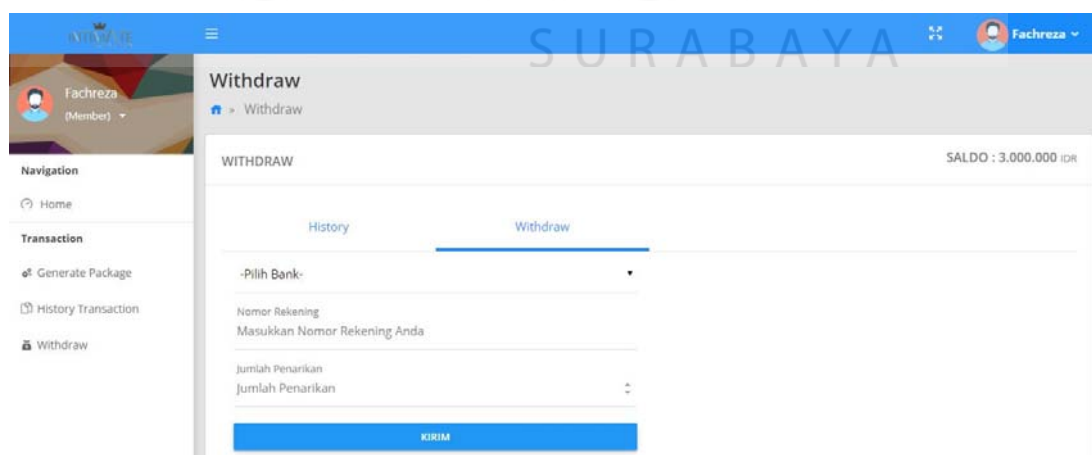 SURABAYA
Fachreza
Fachreza
(Member)
Navigation
Home
Transaction
Generate Package
History Transaction
Withdraw
Withdraw
» Withdraw
WITHDRAW
SALDO : 3.000.000 IDR
History
Withdraw
-Pilih Bank-
Nomor Rekening
Masukkan Nomor Rekening Anda
Jumlah Penarikan
Jumlah Penarikan
KIRIM